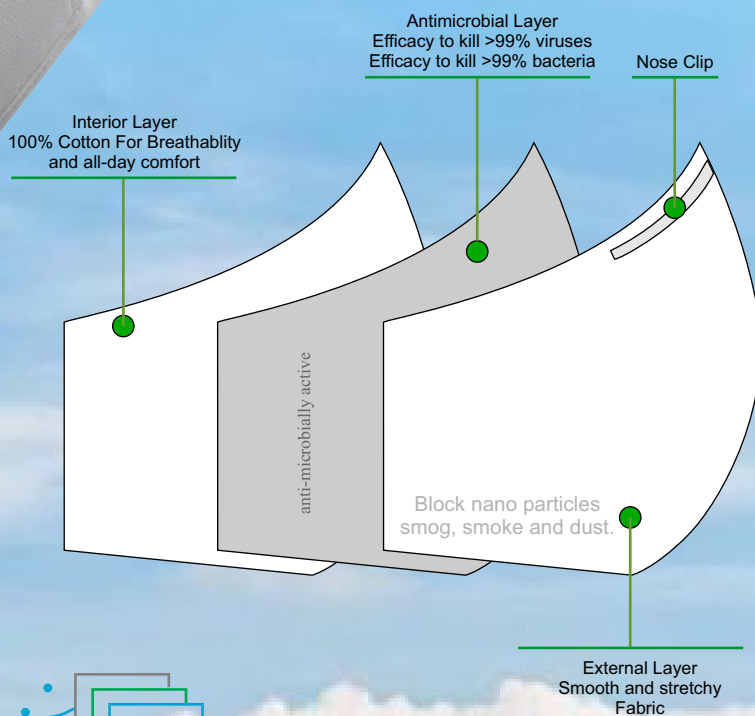 Antimicrobial Layer
Efficacy to kill >99% viruses
Efficacy to kill >99% bacteria
Nose Clip
Interior Layer
100% Cotton For Breathablity
and all-day comfort
anti-microbially active
Block nano particles
smog, smoke and dust.
External Layer
Smooth and stretchy
Fabric